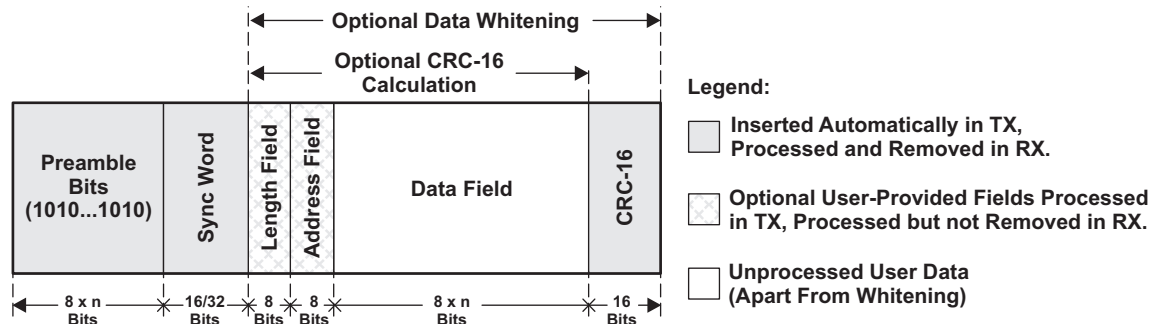 Optional Data Whitening
Optional CRC-16
Calculation
Preamble
Bits
(1010...1010)
Sync Word
Length Field
Address Field
Data Field
CRC-16
8 x n
Bits
16/32
Bits
8
Bits
8
Bits
8 x n
Bits
16
Bits
Legend:
Inserted Automatically in TX,
Processed and Removed in RX.
Optional User-Provided Fields Processed
in TX, Processed but not Removed in RX.
Unprocessed User Data
(Apart From Whitening)